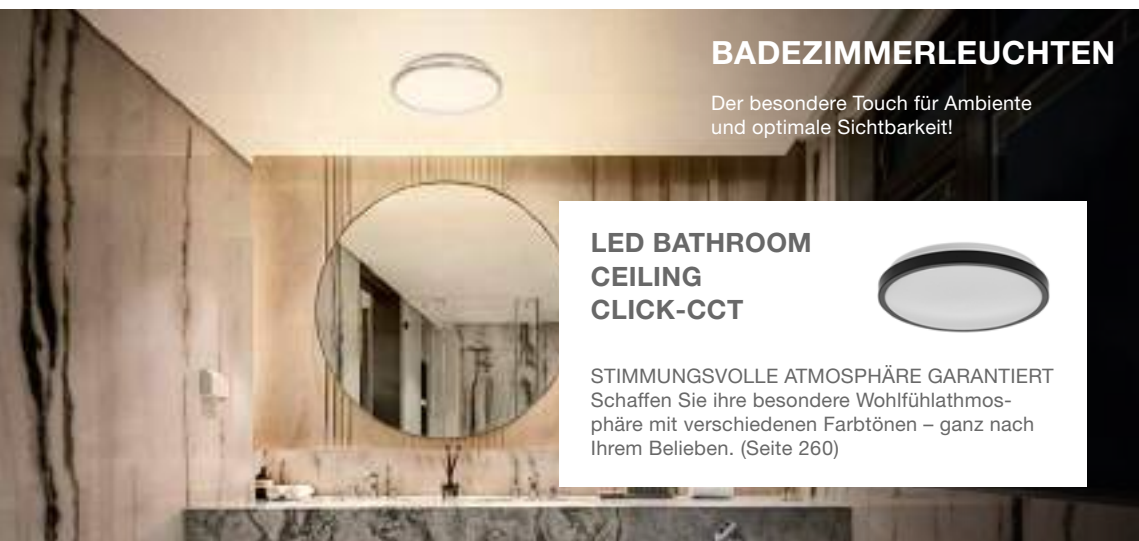 BADEZIMMERLEUCHTEN
Der besondere Touch für Ambiente
und optimale Sichtbarkeit!
LED BATHROOM
CEILING
CLICK-CCT
STIMMUNGSVOLLE ATMOSPHÄRE GARANTIERT
Schaffen Sie ihre besondere Wohlfühlathmos-
phäre mit verschiedenen Farbtönen – ganz nach
Ihrem Belieben. (Seite 260)